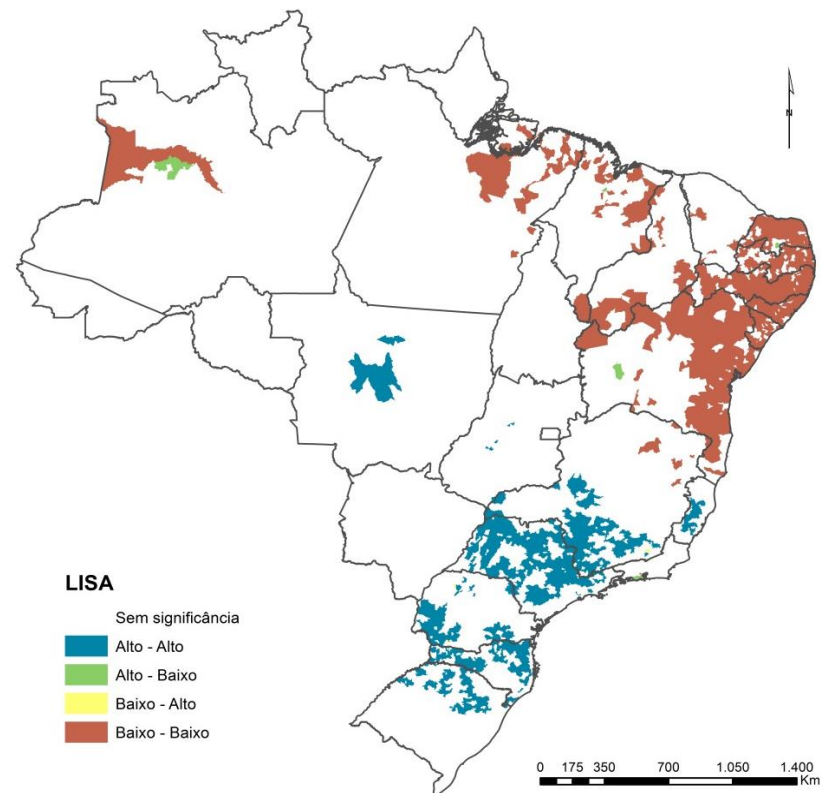 N
LISA
Sem significância
Alto - Alto
Alto - Baixo
Baixo - Alto
Baixo - Baixo
0 175 350 700 1.050 1.400
Km